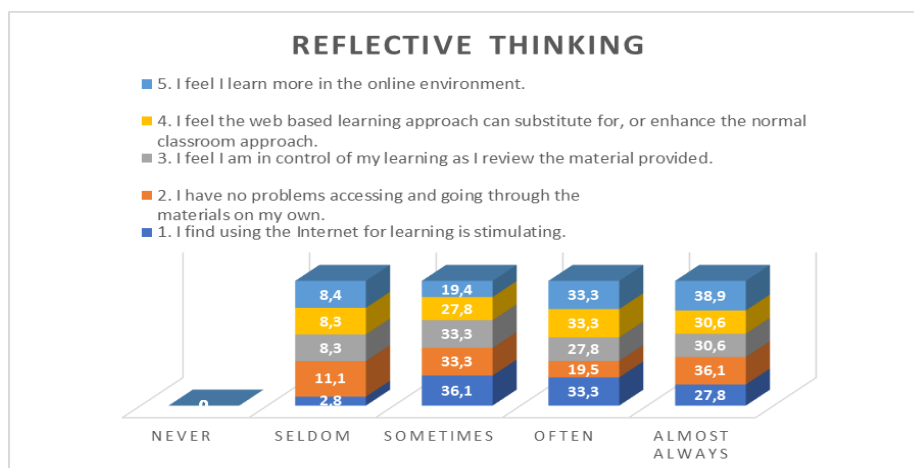 REFLECTIVE THINKING
5. I feel I learn more in the online environment.
4. I feel the web based learning approach can substitute for, or enhance the normal
classroom approach.
3. I feel I am in control of my learning as I review the material provided.
2. I have no problems accessing and going through the
materials on my own.
1. I find using the Internet for learning is stimulating.
8,4 19,4 33,3 38,9
8,3 27,8 33,3 30,6
8,3 33,3 27,8 30,6
11,1 33,3 19,5 36,1
0 2,8 36,1 33,3 27,8
NEVER SELDOM SOMETIMES OFTEN ALMOST
ALWAYS